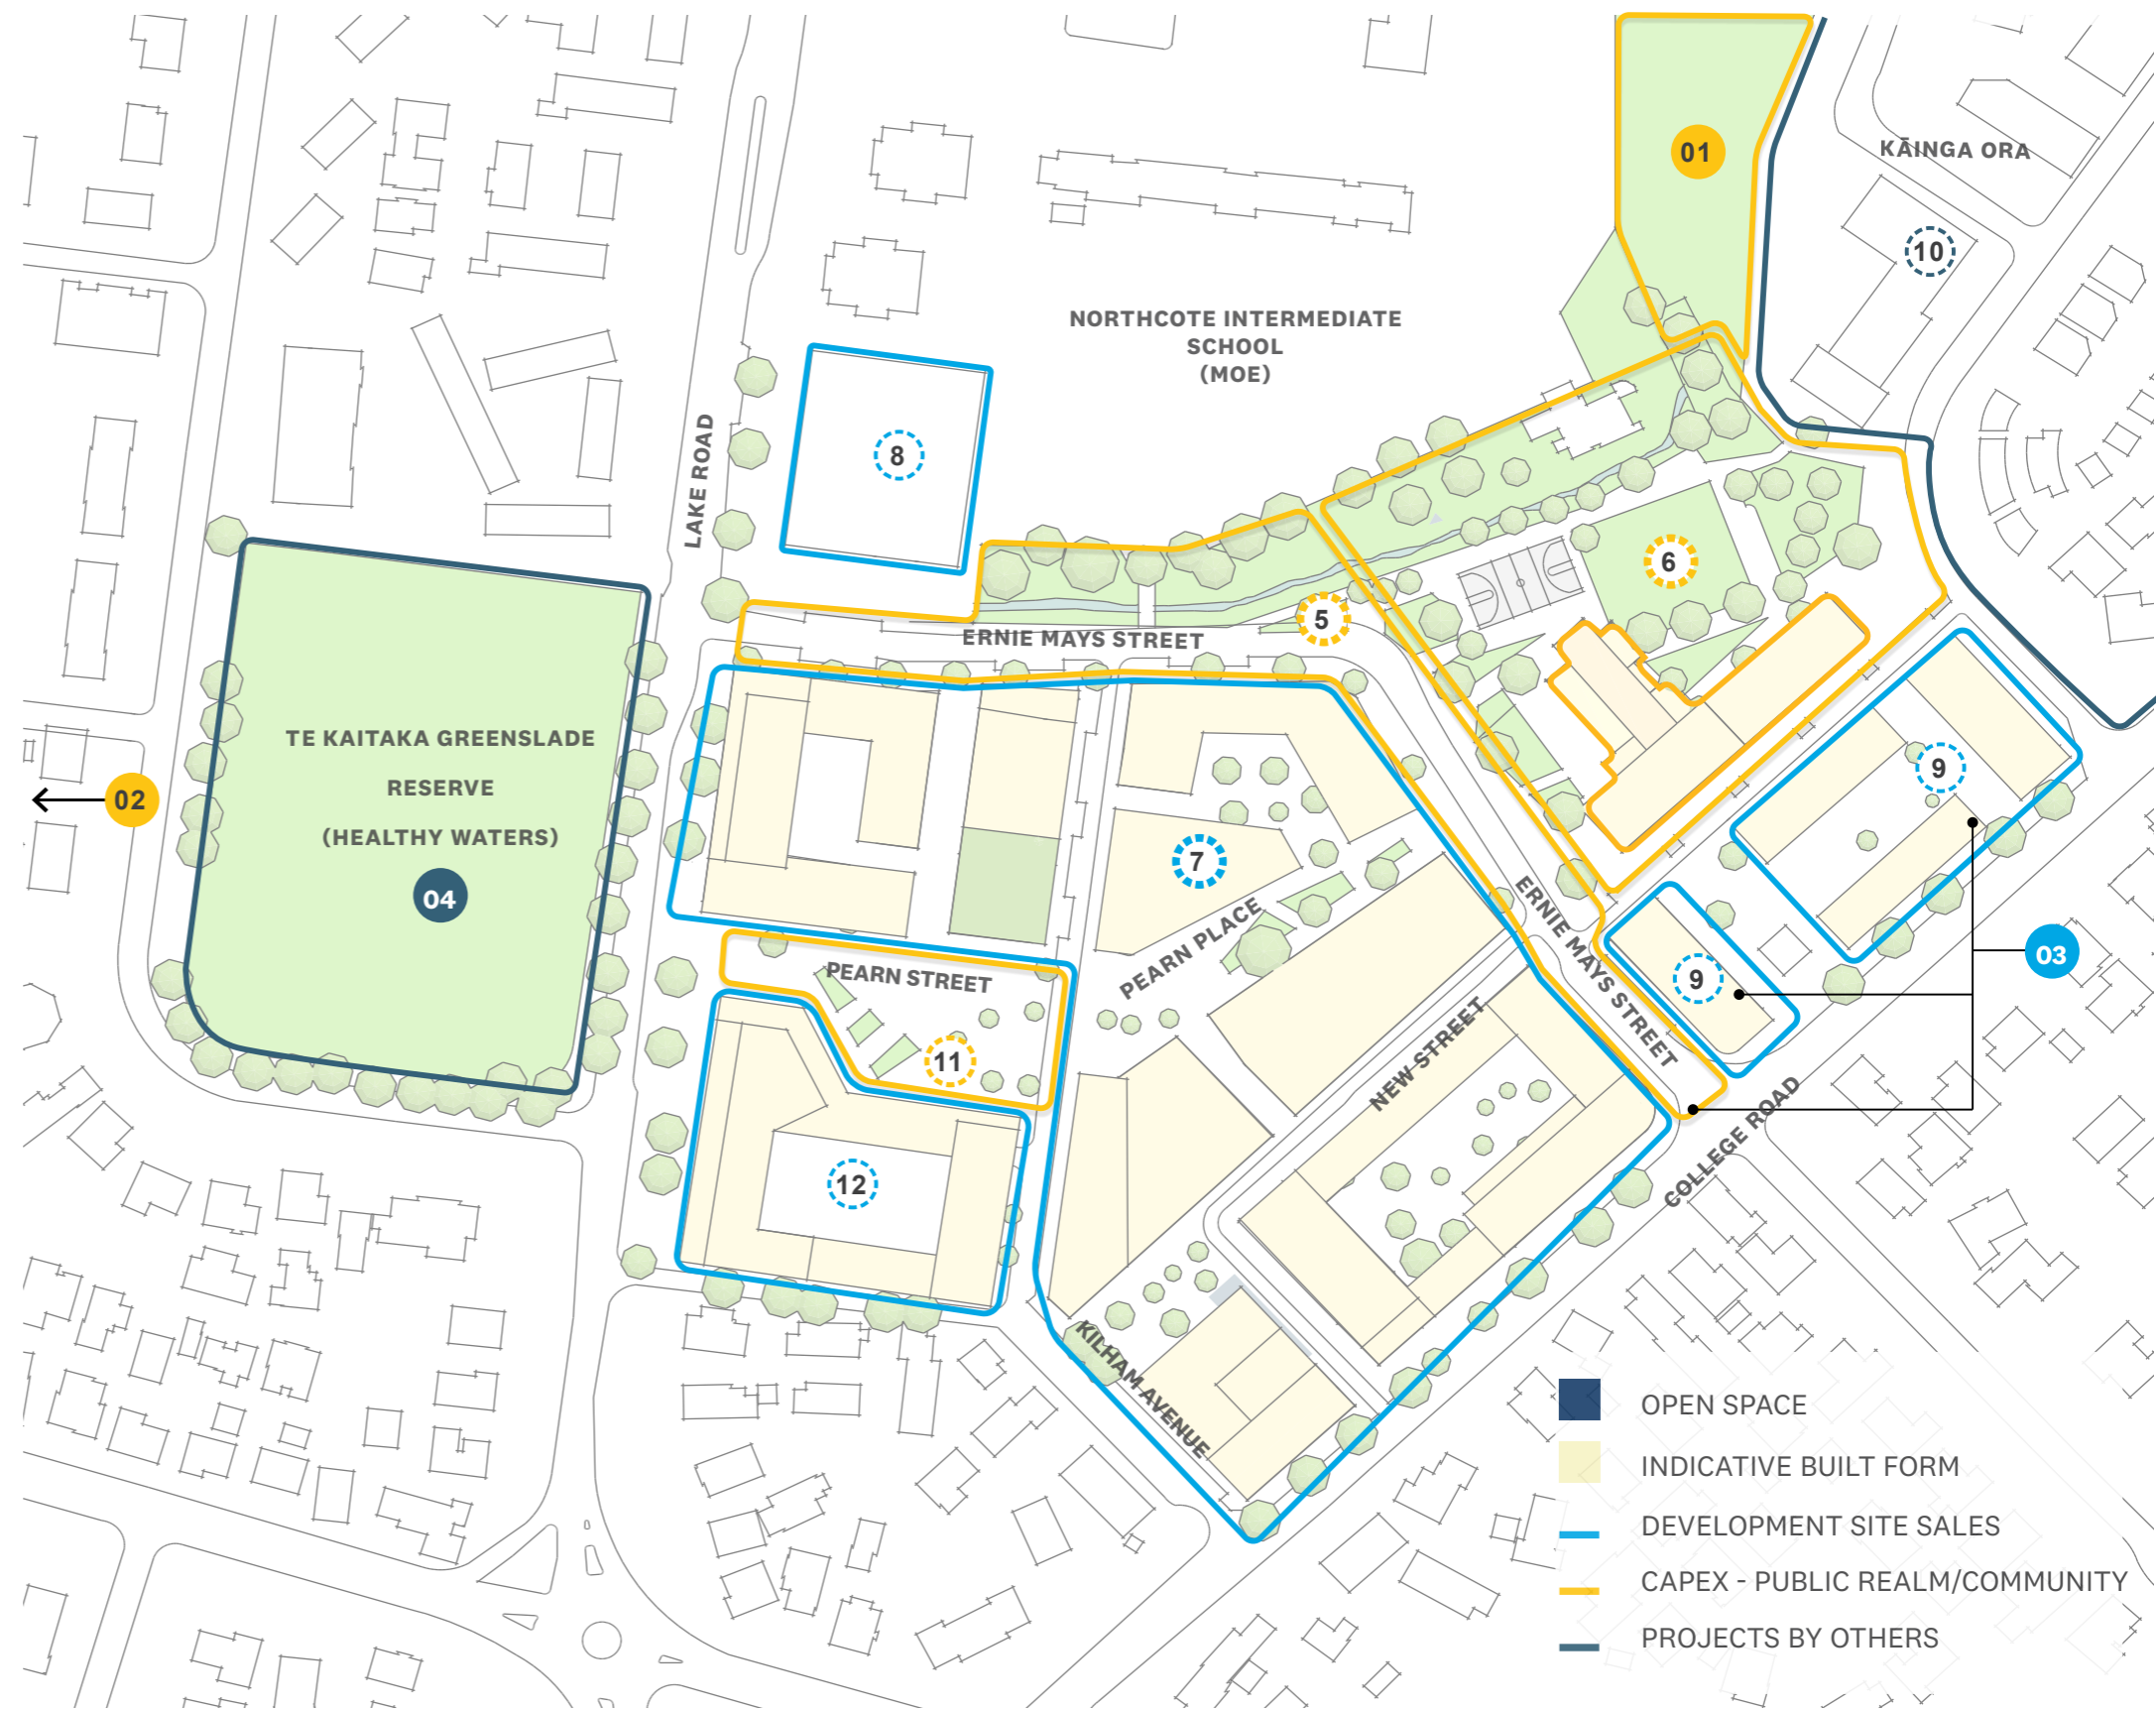 01
KĀINGA ORA
10
NORTHCOTE INTERMEDIATE
SCHOOL
(MOE)
LAKE ROAD
8
6
5
ERNIE MAYS STREET
TE KAITAKA GREENSLADE
RESERVE
(HEALTHY WATERS)
04
02
7
9
PEARN PLACE
ERNIE MAYS STREET
03
9
PEARN STREET
11
NEW STREET
COLLEGE ROAD
12
KILHAM AVENUE
OPEN SPACE
INDICATIVE BUILT FORM
DEVELOPMENT SITE SALES
CAPEX - PUBLIC REALM/COMMUNITY
PROJECTS BY OTHERS